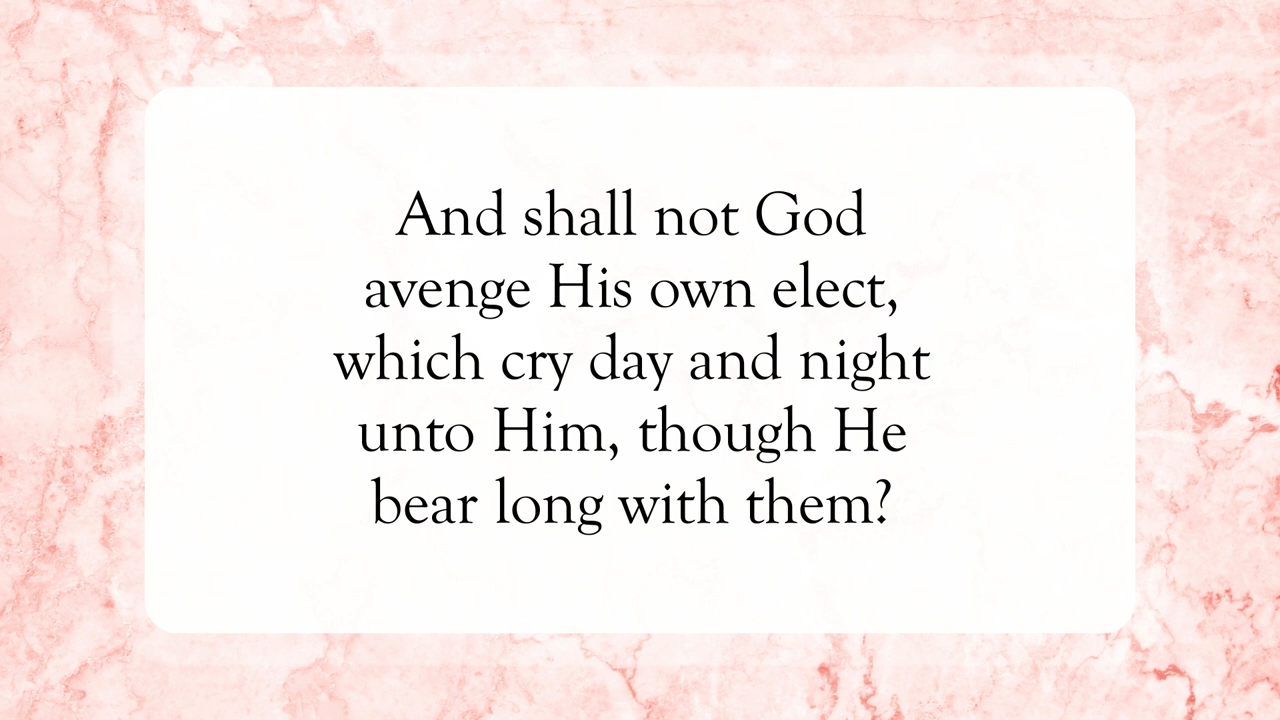 And shall not God
avenge His own elect,
which cry day and night
unto Him, though He
bear long with them?